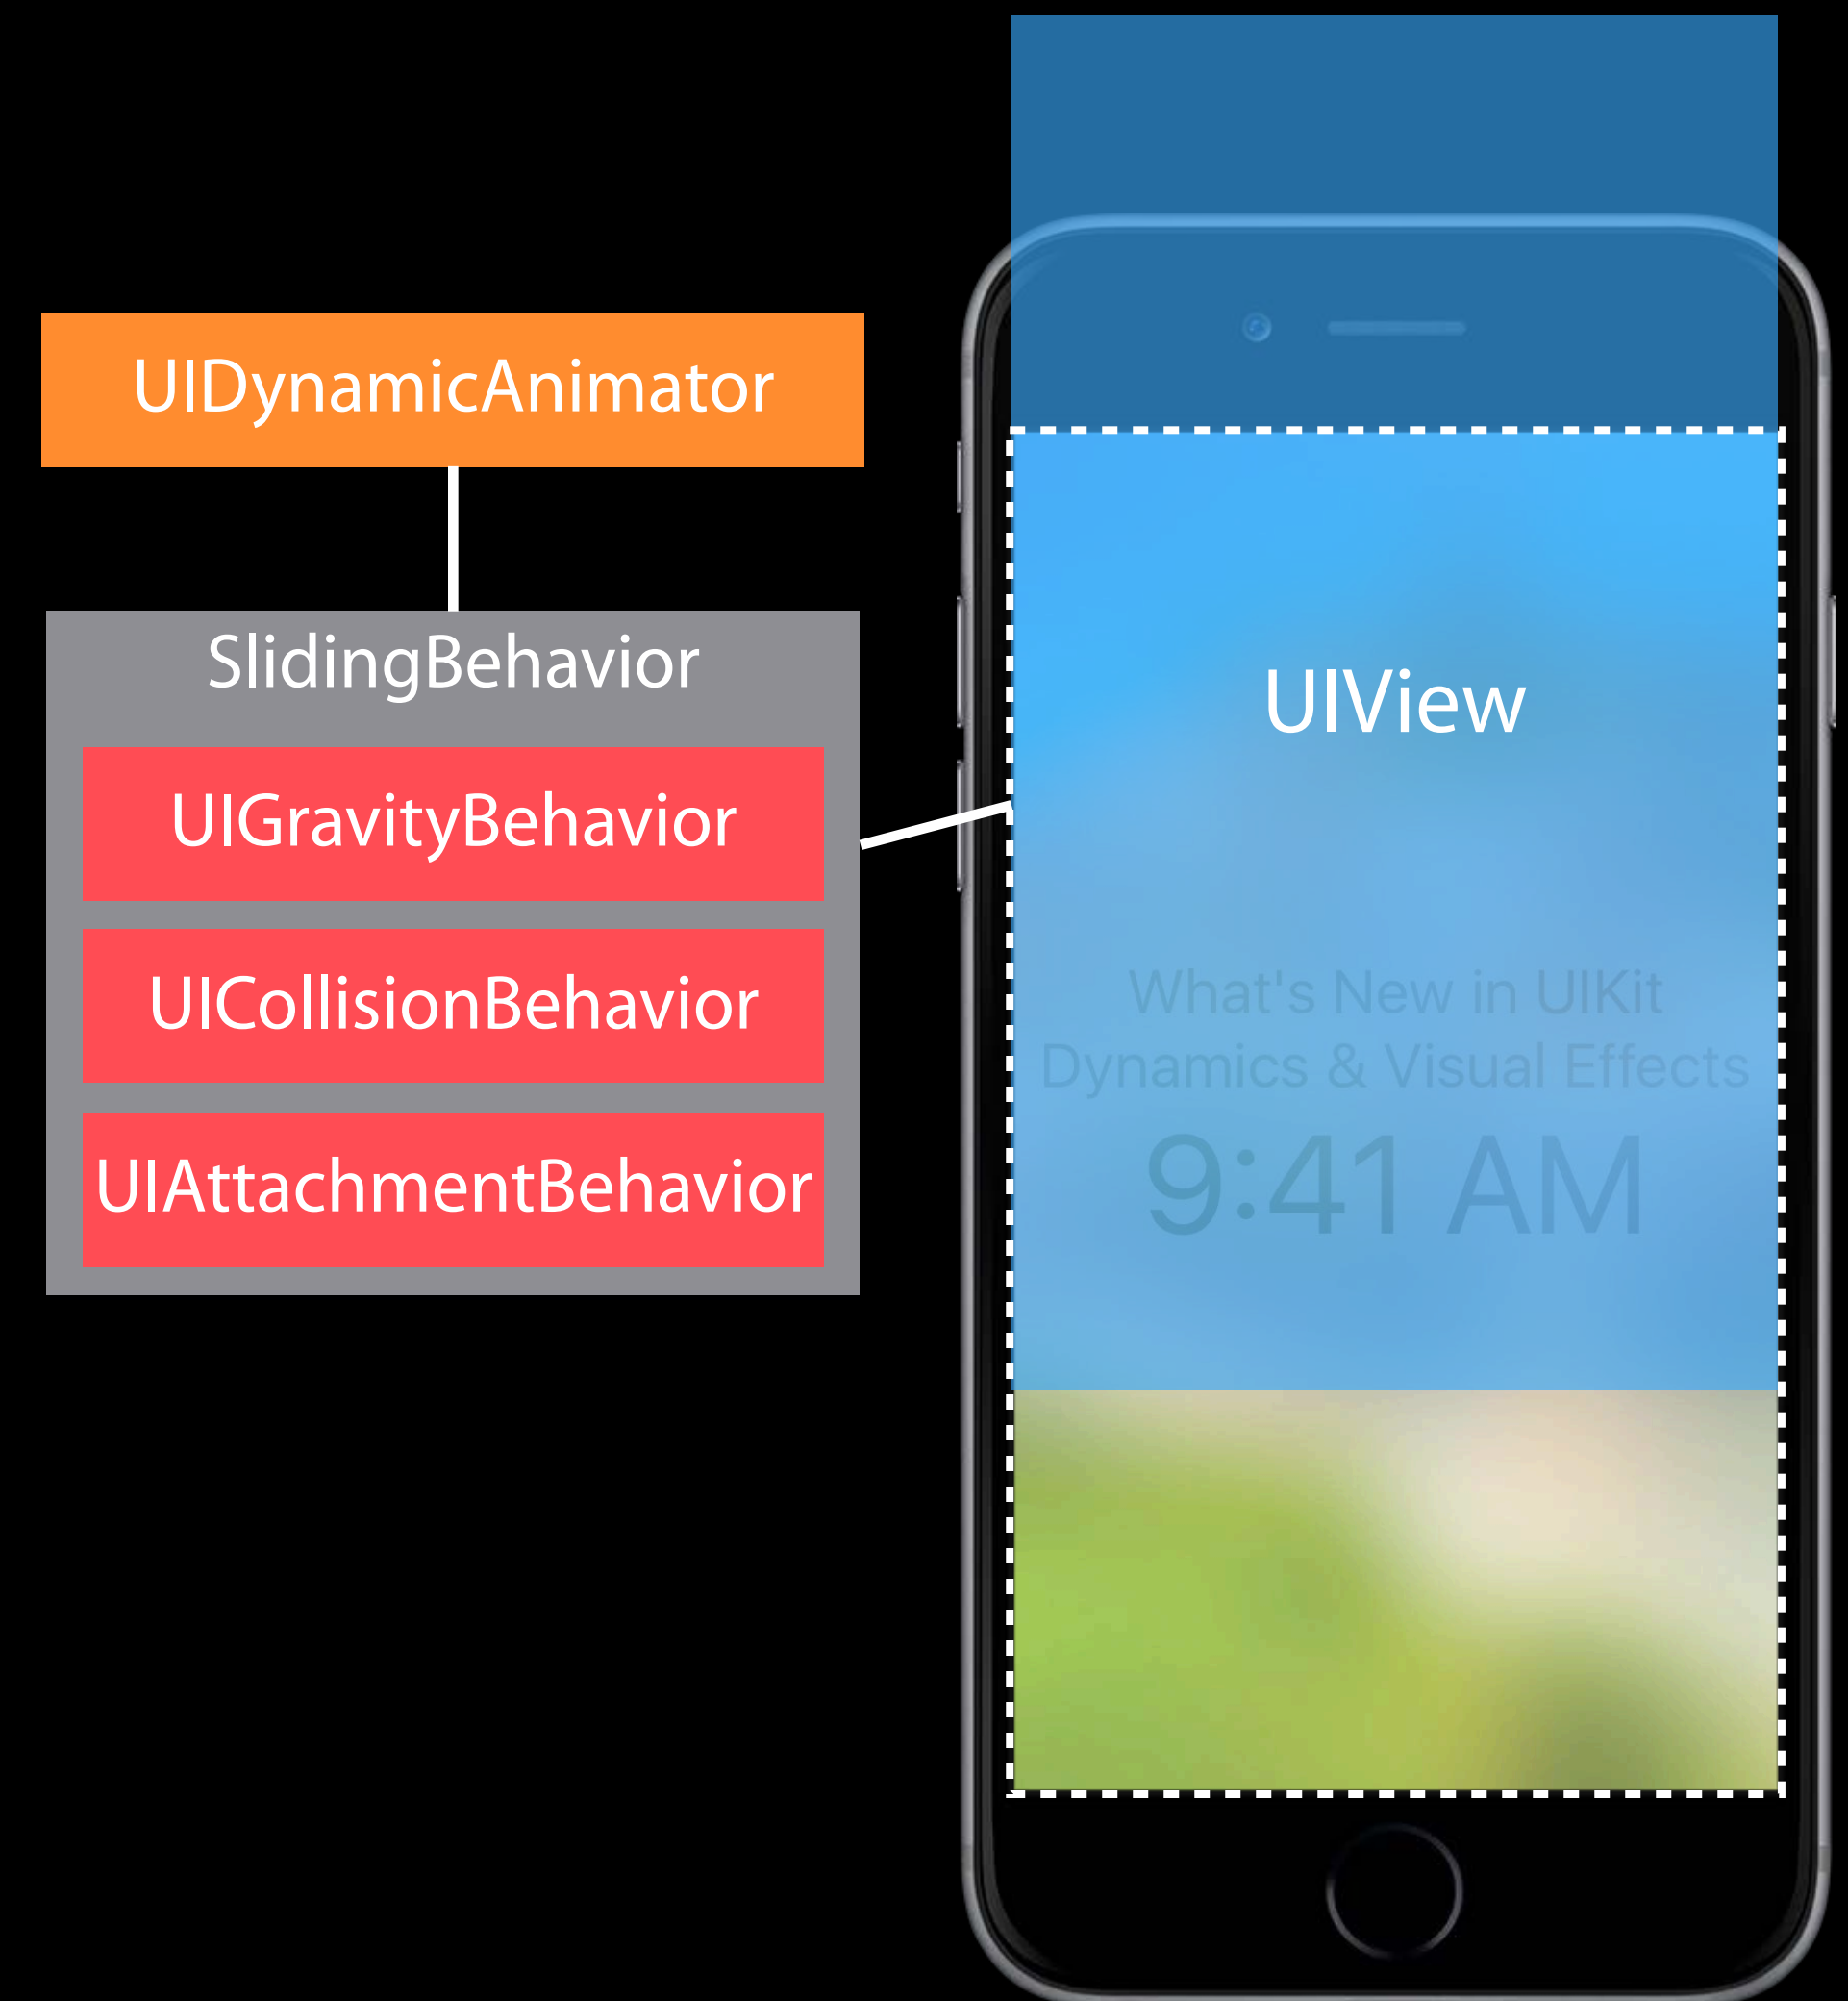 UIDynamicAnimator
SlidingBehavior
UIGravityBehavior
UICollisionBehavior
UIAttachmentBehavior
UIView
What's New in UIKit
Dynamics & Visual Effects
9:41 AM